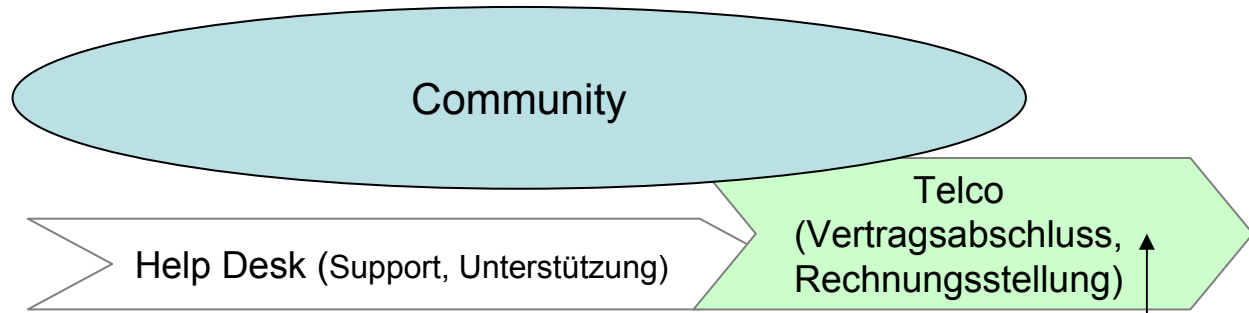 Community
Telco
(Vertragsabschluss,
Rechnungsstellung)
Help Desk (Support, Unterstützung)